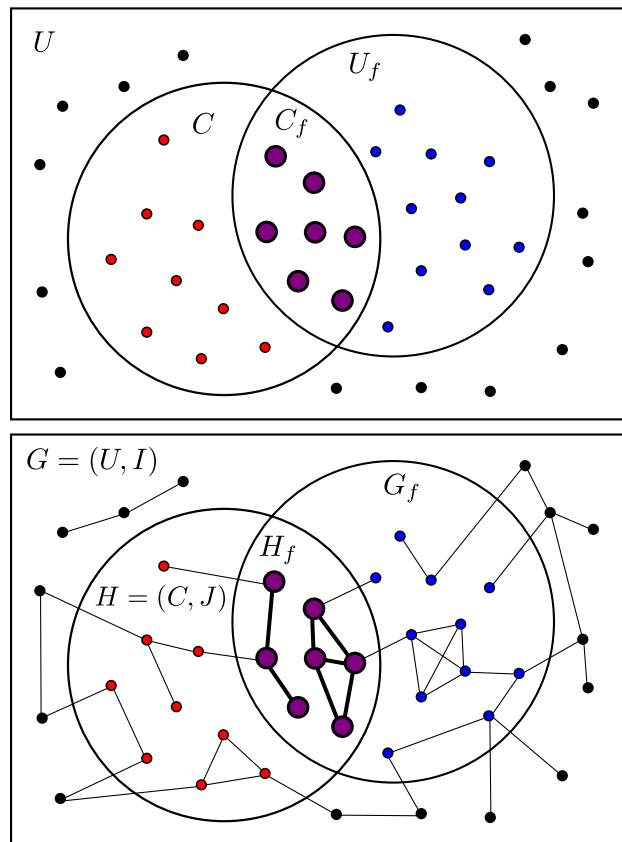 U
U_f
C
C_f
G = (U, I)
G_f
H_f
H = (C, J)